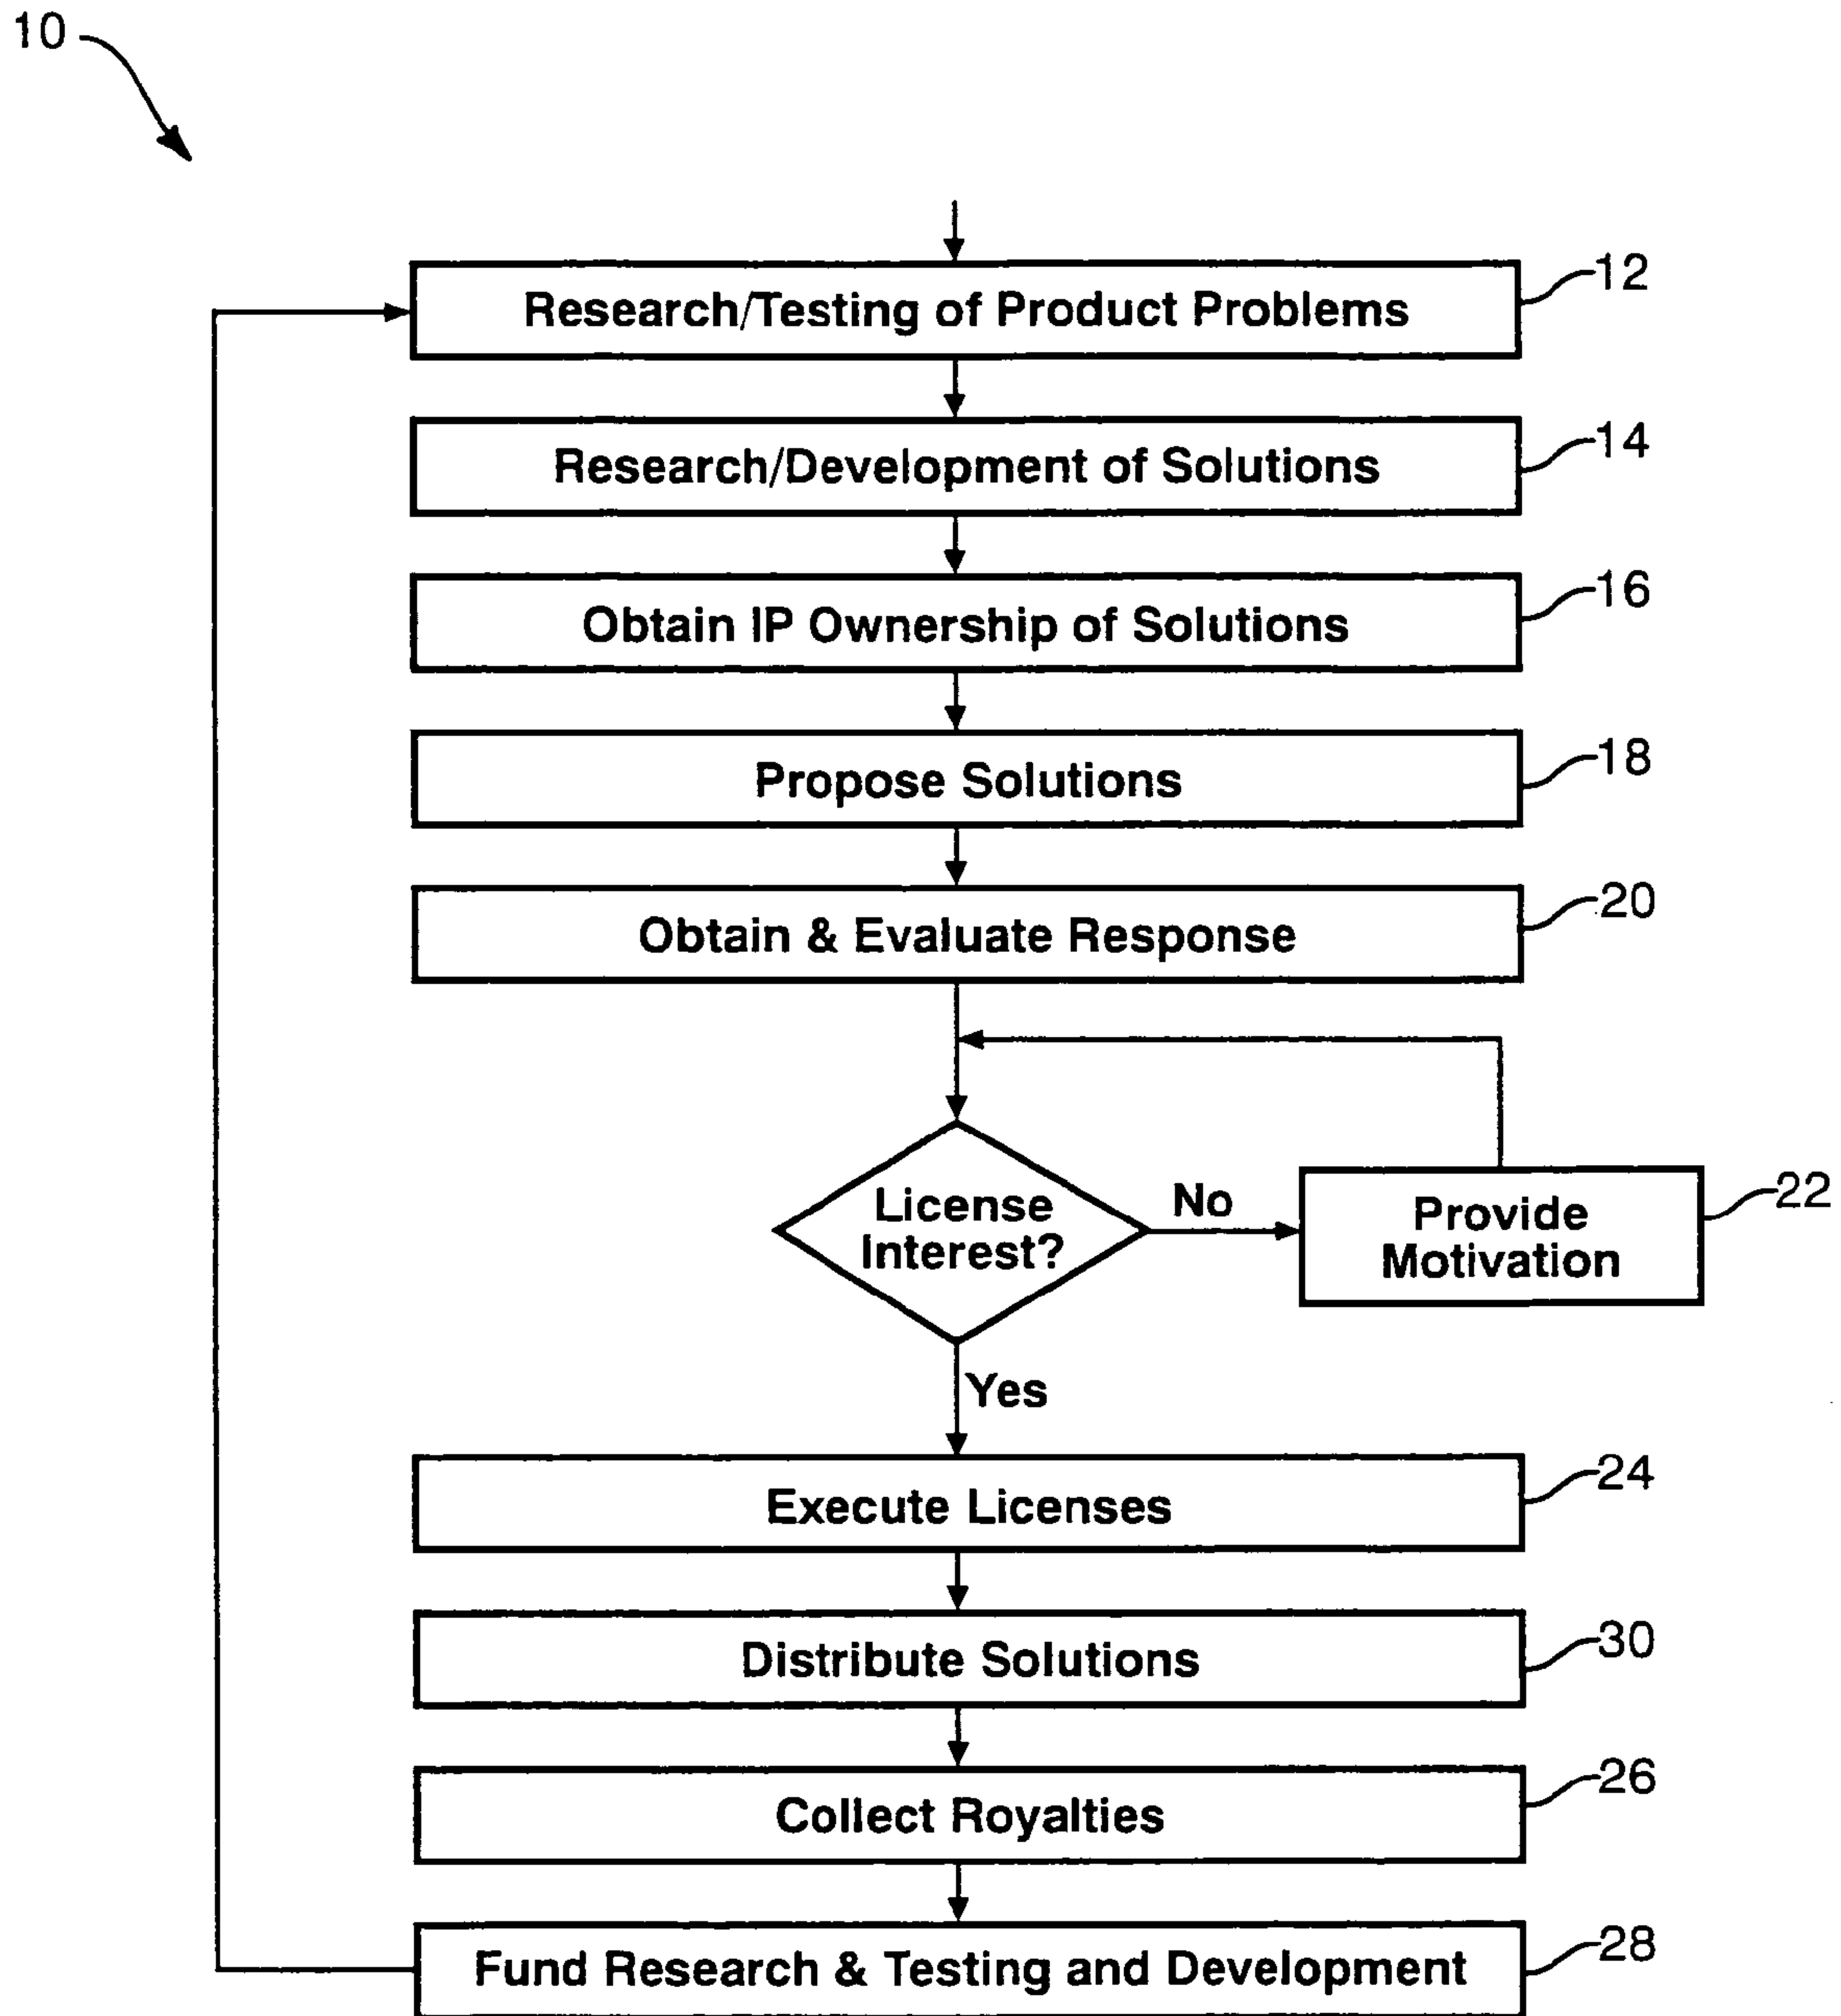 10
Research/Testing of Product Problems
12
Research/Development of Solutions
14
Obtain IP Ownership of Solutions
16
Propose Solutions
18
Obtain & Evaluate Response
20
License
Interest?
No
Provide
Motivation
22
Yes
Execute Licenses
24
Distribute Solutions
30
Collect Royalties
26
Fund Research & Testing and Development
28